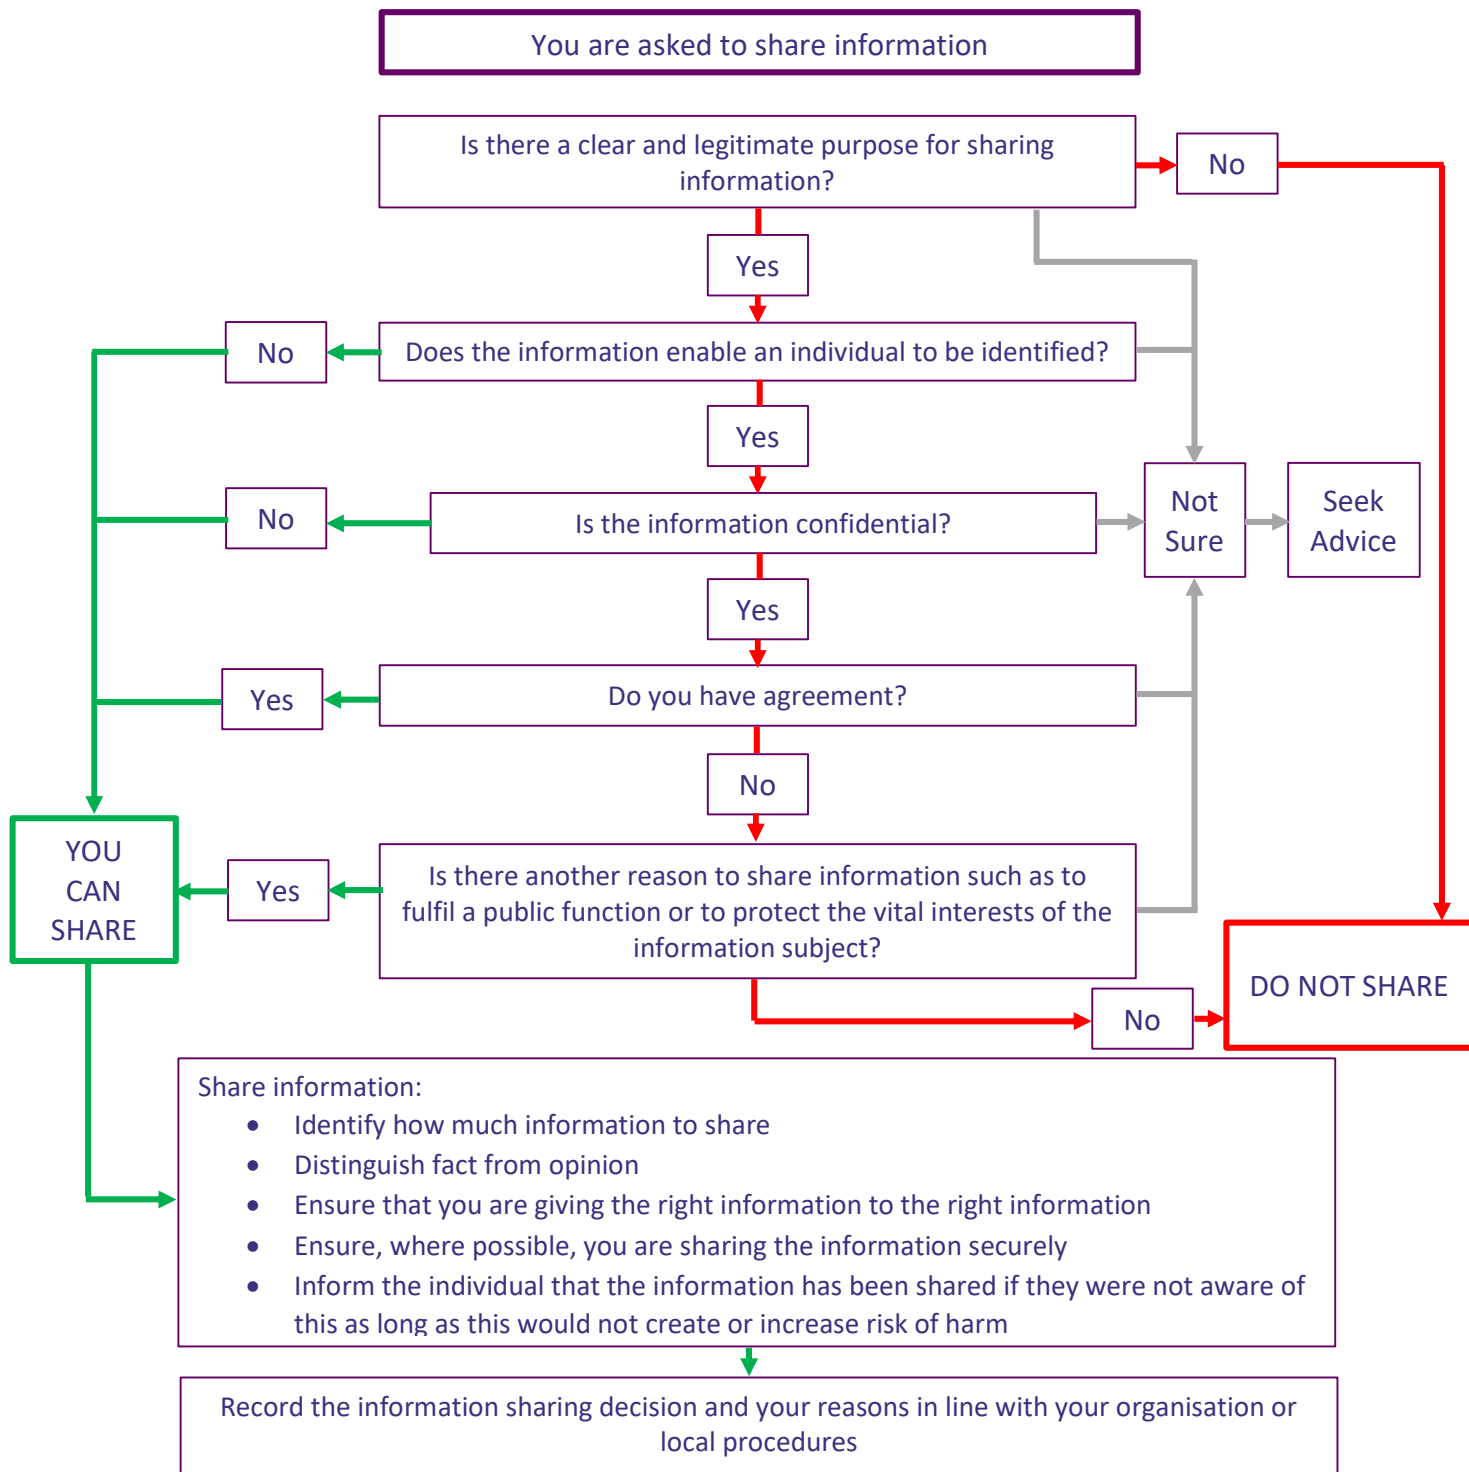 You are asked to share information
Is there a clear and legitimate purpose for sharing
information?
No
Yes
No
Does the information enable an individual to be identified?
Yes
No
Is the information confidential?
Not
Sure
Seek
Advice
Yes
Yes
Do you have agreement?
No
YOU
CAN
SHARE
Yes
Is there another reason to share information such as to
fulfil a public function or to protect the vital interests of the
information subject?
DO NOT SHARE
No
Share information:
• Identify how much information to share
• Distinguish fact from opinion
• Ensure that you are giving the right information to the right information
• Ensure, where possible, you are sharing the information securely
• Inform the individual that the information has been shared if they were not aware of
this as long as this would not create or increase risk of harm
Record the information sharing decision and your reasons in line with your organisation or
local procedures